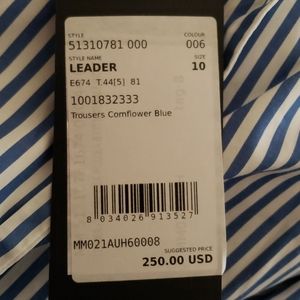 STYLE COLOUR
51310781 000 006
STYLE NAME SIZE
LEADER 10
E674 T.44[5] 81
1001832333
Trousers Cornflower Blue
8 034026 913527
MM021AUH60008
SUGGESTED PRICE
250.00 USD